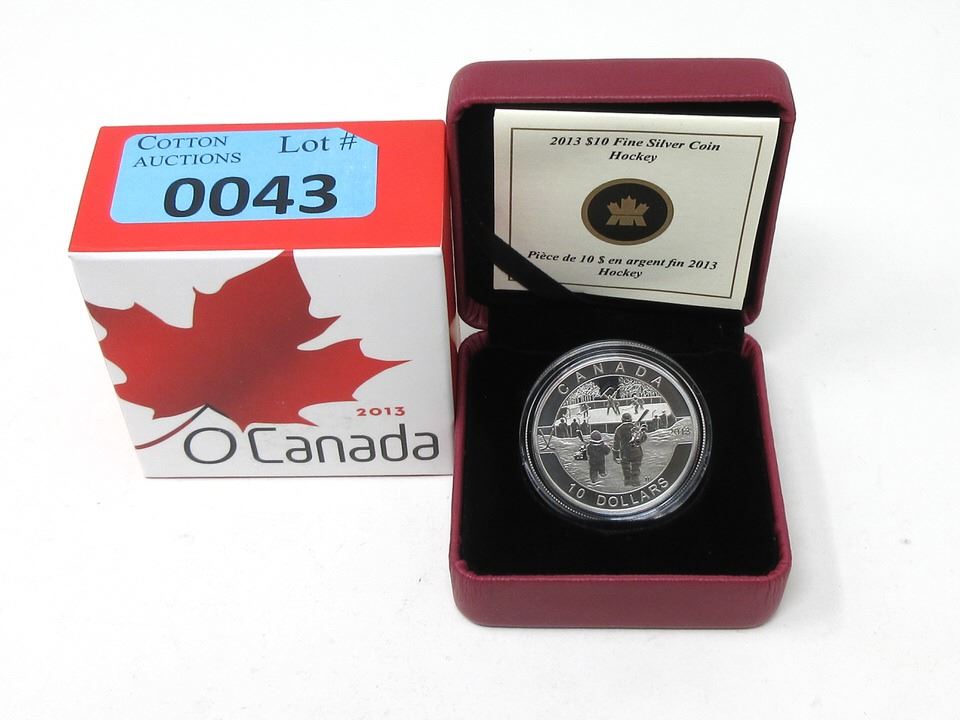 COTTON AUCTIONS
Lot #
0043
2013
O Canada
2013 $10 Fine Silver Coin
Hockey
Pièce de 10 $ en argent fin 2013
Hockey
CANADA
2013
10 DOLLARS